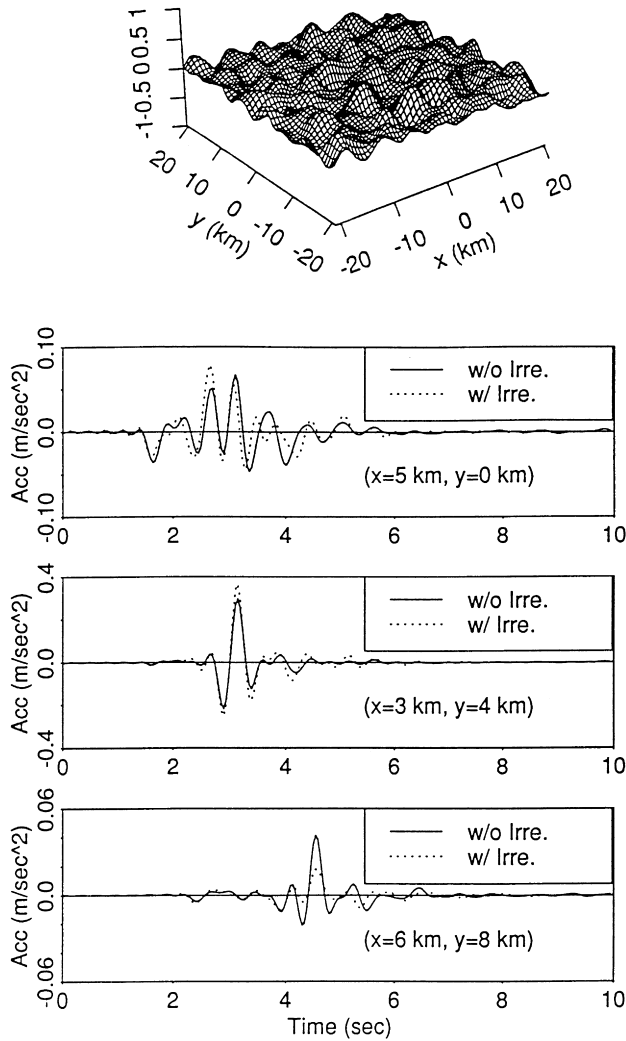 -1-0.5 0 0.5 1
20 10 0 -10 -20
y (km)
-20 -10 0 10 20
x (km)
Acc (m/sec^2)
-0.10 0.0 0.10
w/o Irre.
w/ Irre.
(x=5 km, y=0 km)
0 2 4 6 8 10
Acc (m/sec^2)
-0.4 0.0 0.4
w/o Irre.
w/ Irre.
(x=3 km, y=4 km)
0 2 4 6 8 10
Acc (m/sec^2)
-0.06 0.0 0.06
w/o Irre.
w/ Irre.
(x=6 km, y=8 km)
0 2 4 6 8 10
Time (sec)